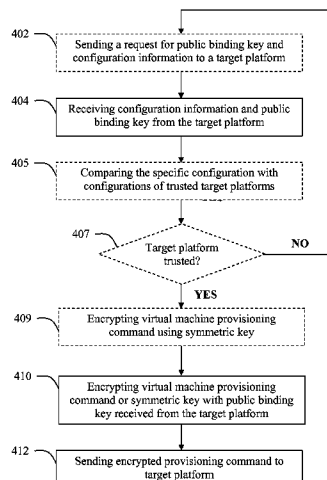 402
Sending a request for public binding key and
configuration information to a target platform
404
Receiving configuration information and public
binding key from the target platform
405
Comparing the specific configuration with
configurations of trusted target platforms
407
Target platform
trusted?
NO
YES
409
Encrypting virtual machine provisioning
command using symmetric key
410
Encrypting virtual machine provisioning
command or symmetric key with public binding
key received from the target platform
412
Sending encrypted provisioning command to
target platform